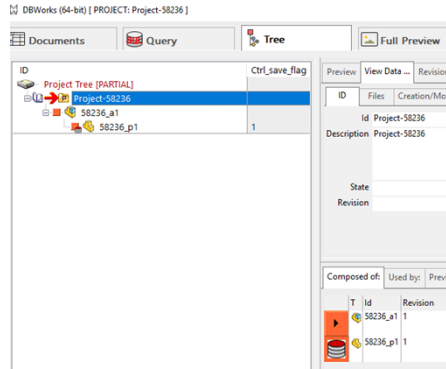 DBWorks (64-bit) [ PROJECT: Project-58236 ]
Documents Query Tree Full Preview
ID Ctrl_save_flag
Project Tree [PARTIAL]
Project-58236
58236_a1
58236_p1 1
Preview View Data ... Revision
ID Files Creation/Mo
Id Project-58236
Description Project-58236
State
Revision
Composed of: Used by: Previ
T Id Revision
58236_a1 1
58236_p1 1